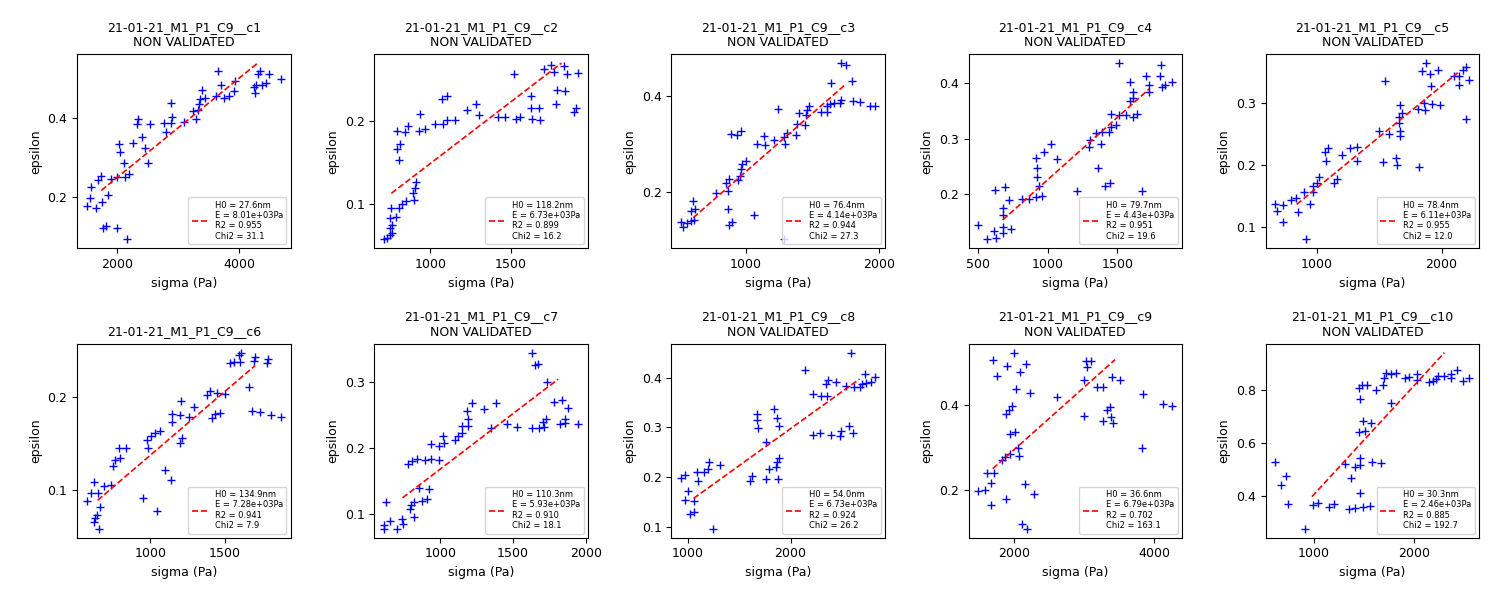 21-01-21_M1_P1_C9__c1
NON VALIDATED
epsilon
0.4
0.2
2000
4000
sigma (Pa)
H0 = 27.6nm
E = 8.01e+03Pa
R2 = 0.955
Chi2 = 31.1
21-01-21_M1_P1_C9__c2
NON VALIDATED
epsilon
0.2
0.1
1000
1500
sigma (Pa)
H0 = 118.2nm
E = 6.73e+03Pa
R2 = 0.899
Chi2 = 16.2
21-01-21_M1_P1_C9__c3
NON VALIDATED
epsilon
0.4
0.2
1000
2000
sigma (Pa)
H0 = 76.4nm
E = 4.14e+03Pa
R2 = 0.944
Chi2 = 27.3
21-01-21_M1_P1_C9__c4
NON VALIDATED
epsilon
0.4
0.3
0.2
500
1000
1500
sigma (Pa)
H0 = 79.7nm
E = 4.43e+03Pa
R2 = 0.951
Chi2 = 19.6
21-01-21_M1_P1_C9__c5
NON VALIDATED
epsilon
0.3
0.2
0.1
1000
2000
sigma (Pa)
H0 = 78.4nm
E = 6.11e+03Pa
R2 = 0.955
Chi2 = 12.0
21-01-21_M1_P1_C9__c6
epsilon
0.2
0.1
1000
1500
sigma (Pa)
H0 = 134.9nm
E = 7.28e+03Pa
R2 = 0.941
Chi2 = 7.9
21-01-21_M1_P1_C9__c7
NON VALIDATED
epsilon
0.3
0.2
0.1
1000
1500
2000
sigma (Pa)
H0 = 110.3nm
E = 5.93e+03Pa
R2 = 0.910
Chi2 = 18.1
21-01-21_M1_P1_C9__c8
NON VALIDATED
epsilon
0.4
0.3
0.2
0.1
1000
2000
sigma (Pa)
H0 = 54.0nm
E = 6.73e+03Pa
R2 = 0.924
Chi2 = 26.2
21-01-21_M1_P1_C9__c9
NON VALIDATED
epsilon
0.4
0.2
2000
4000
sigma (Pa)
H0 = 36.6nm
E = 6.79e+03Pa
R2 = 0.702
Chi2 = 163.1
21-01-21_M1_P1_C9__c10
NON VALIDATED
epsilon
0.8
0.6
0.4
1000
2000
sigma (Pa)
H0 = 30.3nm
E = 2.46e+03Pa
R2 = 0.885
Chi2 = 192.7